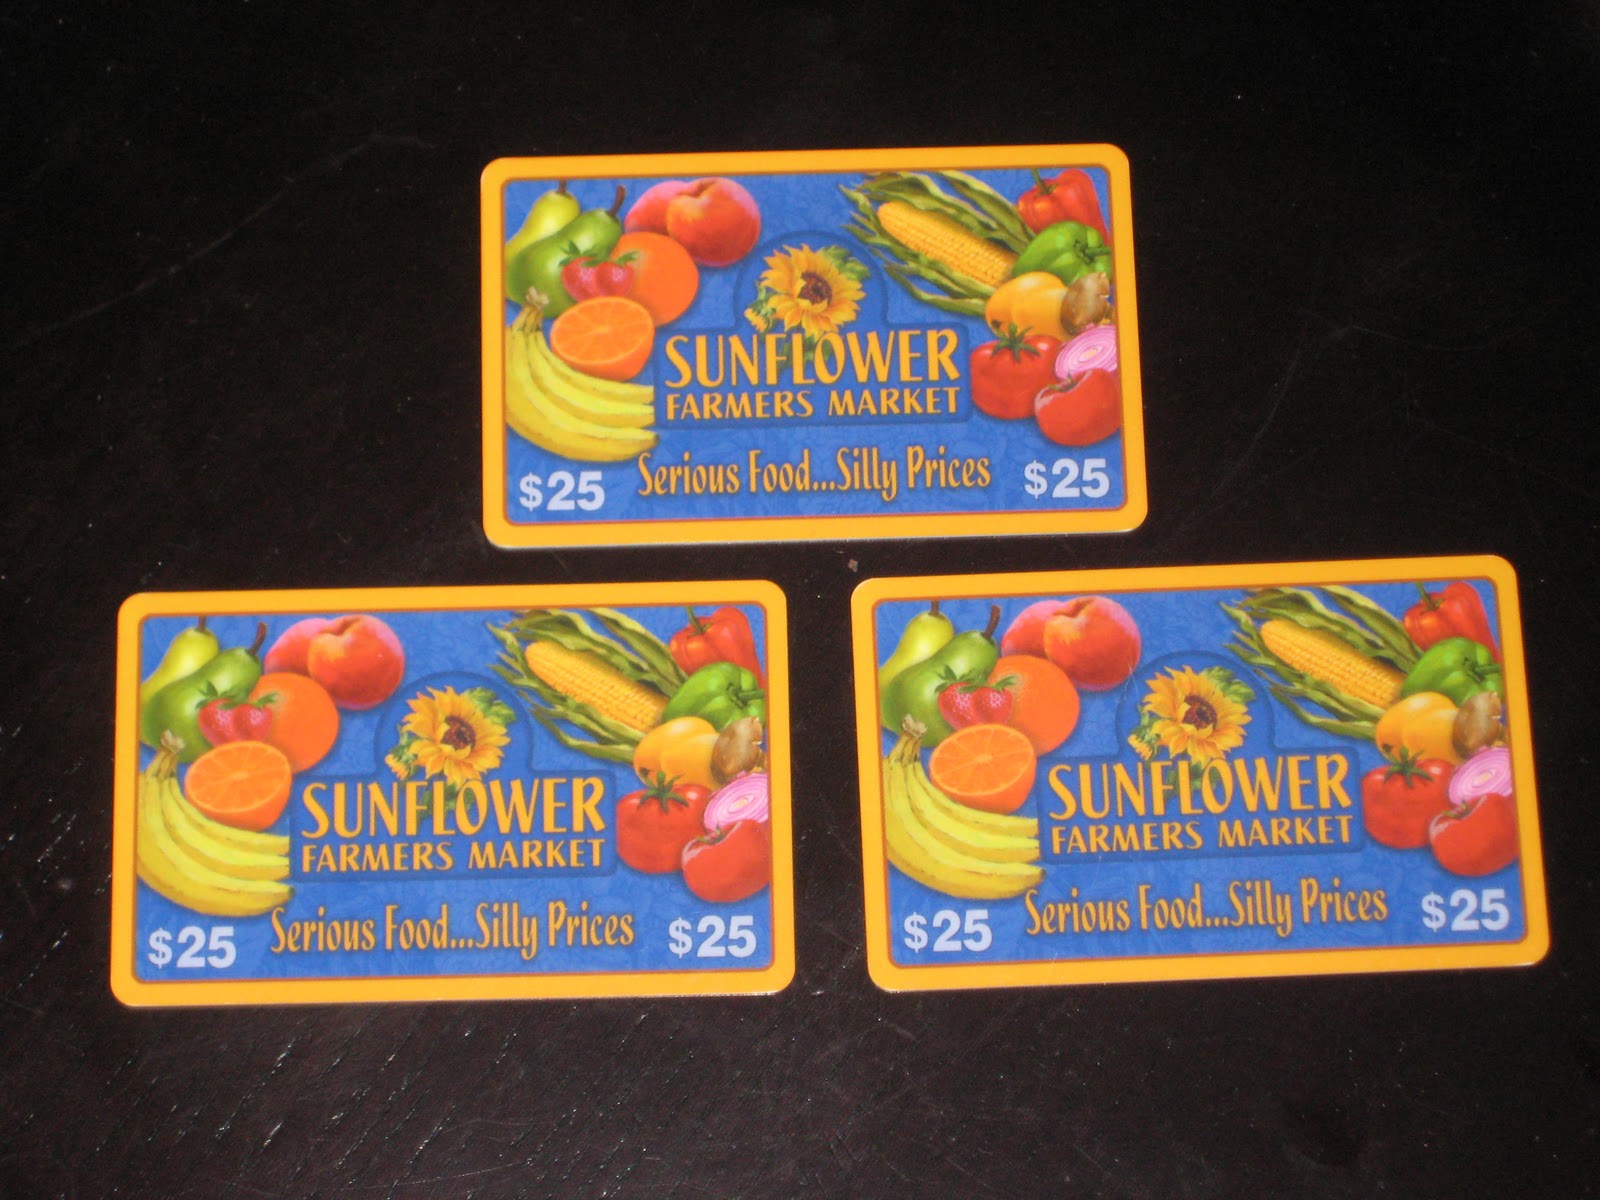 SUNFLOWER
FARMERS MARKET
Serious Food...Silly Prices
$25 $25
SUNFLOWER
FARMERS MARKET
Serious Food...Silly Prices
$25 $25
SUNFLOWER
FARMERS MARKET
Serious Food...Silly Prices
$25 $25